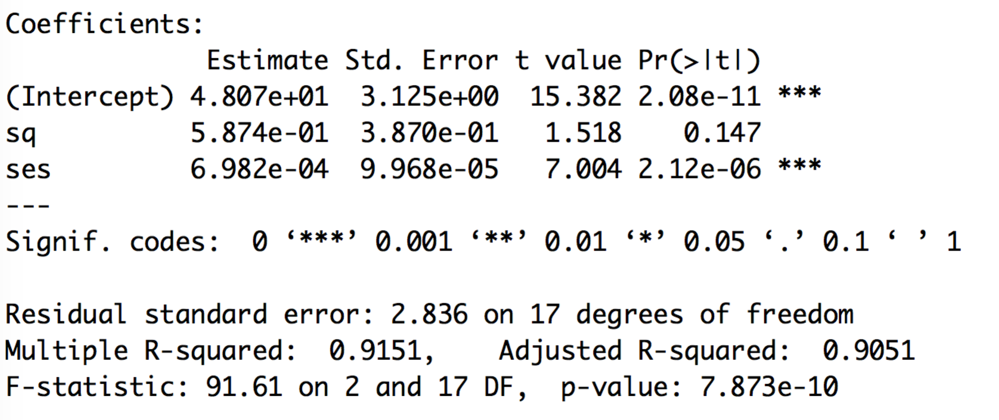 Coefficients:
Estimate Std. Error t value Pr(>|t|)
(Intercept) 4.807e+01 3.125e+00 15.382 2.08e-11 ***
sq 5.874e-01 3.870e-01 1.518 0.147
ses 6.982e-04 9.968e-05 7.004 2.12e-06 ***
---
Signif. codes: 0 ‘***’ 0.001 ‘**’ 0.01 ‘*’ 0.05 ‘.’ 0.1 ‘ ’ 1
Residual standard error: 2.836 on 17 degrees of freedom
Multiple R-squared: 0.9151, Adjusted R-squared: 0.9051
F-statistic: 91.61 on 2 and 17 DF, p-value: 7.873e-10